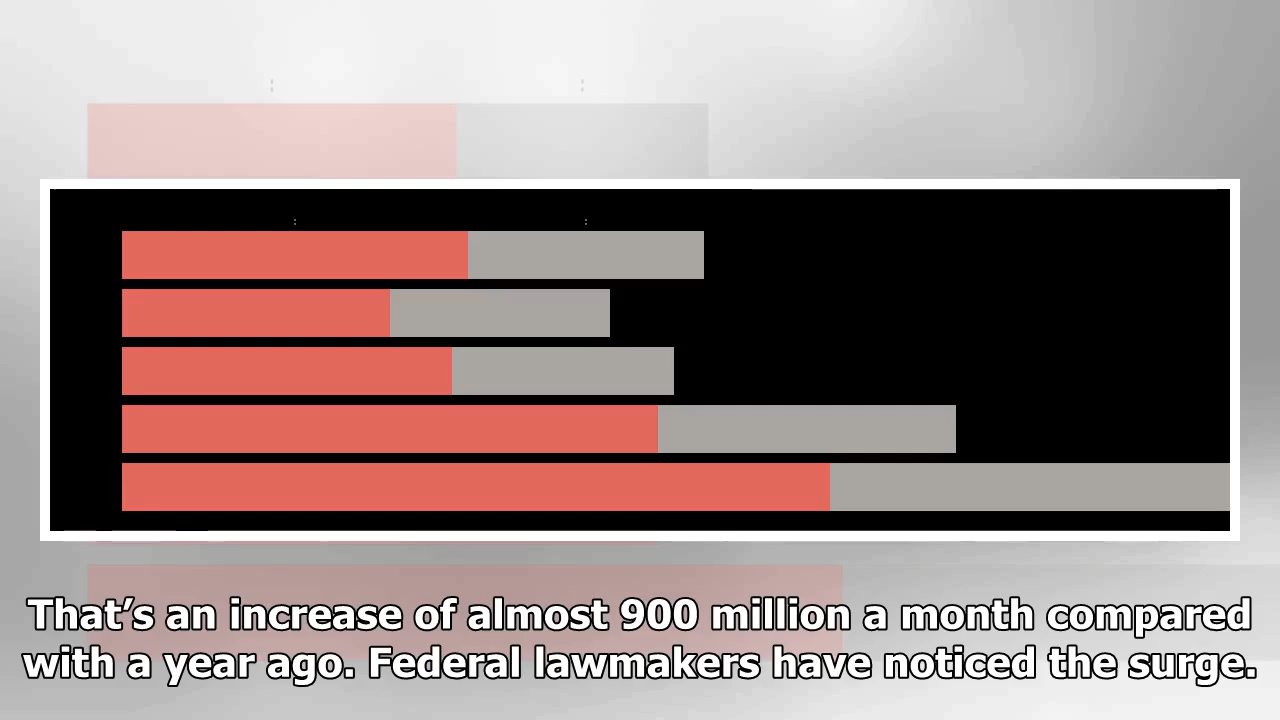 That’s an increase of almost 900 million a month compared
with a year ago. Federal lawmakers have noticed the surge.